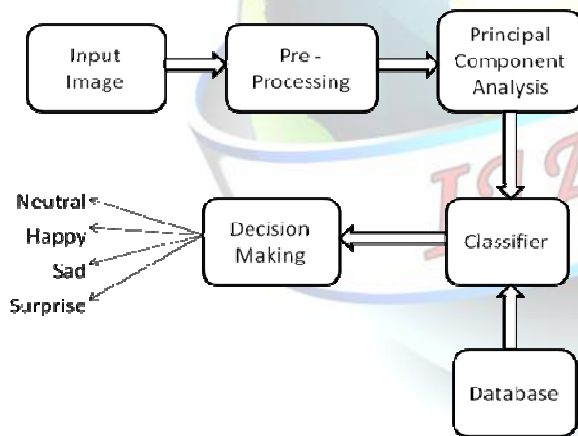 Input
Image
Pre -
Processing
Principal
Component
Analysis
Neutral
Happy
Sad
Surprise
Decision
Making
Classifier
Database